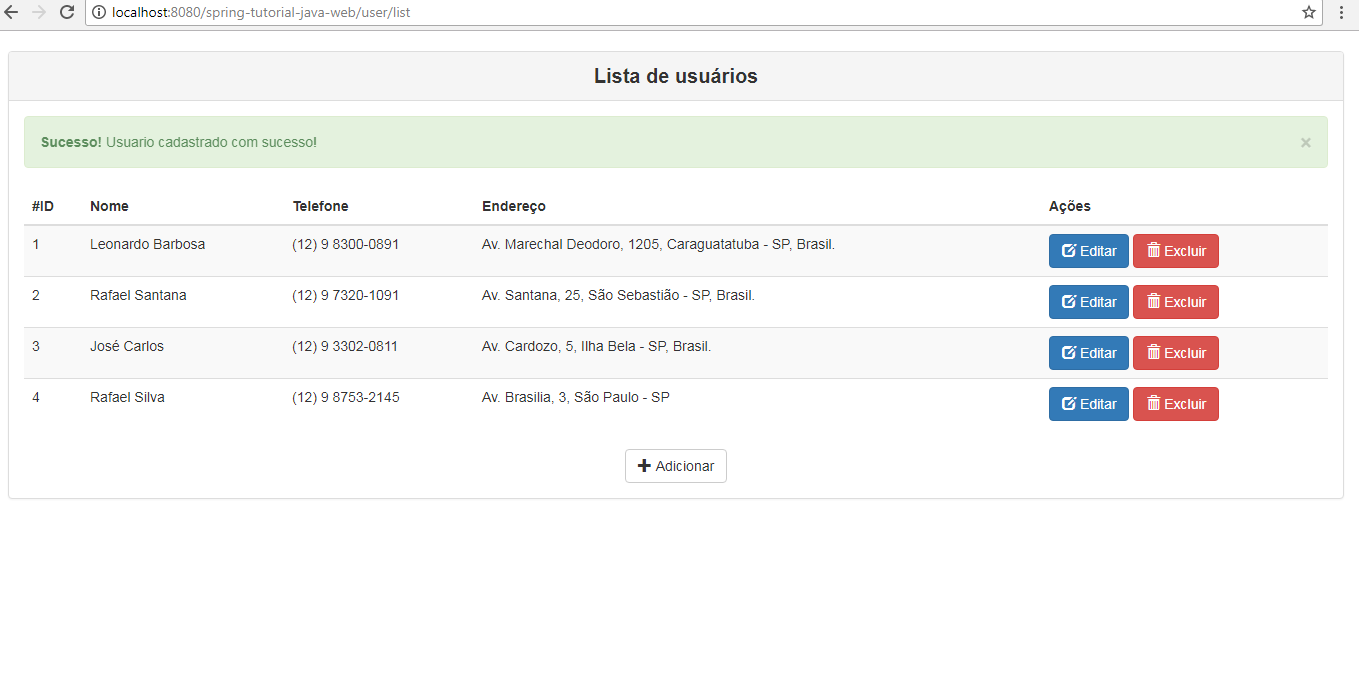 localhost:8080/spring-tutorial-java-web/user/list
Lista de usuários
Sucesso! Usuario cadastrado com sucesso! ×
#ID Nome Telefone Endereço Ações
1 Leonardo Barbosa (12) 9 8300-0891 Av. Marechal Deodoro, 1205, Caraguatatuba - SP, Brasil. Editar Excluir
2 Rafael Santana (12) 9 7320-1091 Av. Santana, 25, São Sebastião - SP, Brasil. Editar Excluir
3 José Carlos (12) 9 3302-0811 Av. Cardozo, 5, Ilha Bela - SP, Brasil. Editar Excluir
4 Rafael Silva (12) 9 8753-2145 Av. Brasilia, 3, São Paulo - SP Editar Excluir
Adicionar